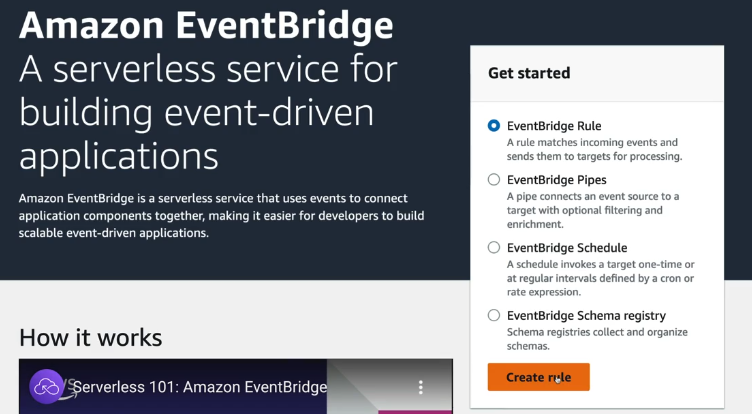 Amazon EventBridge
A serverless service for
building event-driven
applications
Amazon EventBridge is a serverless service that uses events to connect
application components together, making it easier for developers to build
scalable event-driven applications.
Get started
EventBridge Rule
A rule matches incoming events and
sends them to targets for processing.
EventBridge Pipes
A pipe connects an event source to a
target with optional filtering and
enrichment.
EventBridge Schedule
A schedule invokes a target one-time or
at regular intervals defined by a cron or
rate expression.
EventBridge Schema registry
Schema registries collect and organize
schemas.
Create rule
How it works
Serverless 101: Amazon EventBridge